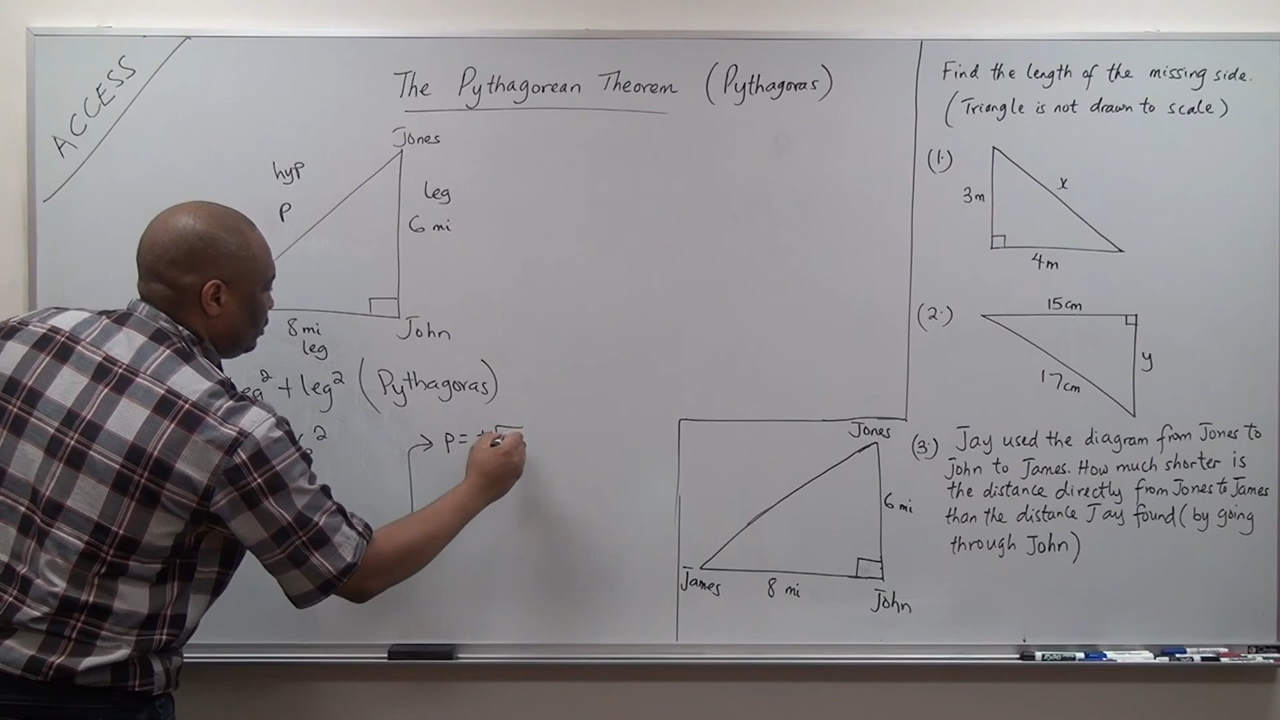 ACCESS
The Pythagorean Theorem (Pythagoras)
Jones
hyp
p
leg
6 mi
8 mi
leg
John
leg² + leg² (Pythagoras)
2
→ p = ±√
Find the length of the missing side.
(Triangle is not drawn to scale)
(1.)
3m
x
4m
(2.)
15cm
17cm
y
(3.) Jay used the diagram from Jones to
John to James. How much shorter is
the distance directly from Jones to James
than the distance Jay found (by going
through John)
Jones
6 mi
James
8 mi
John